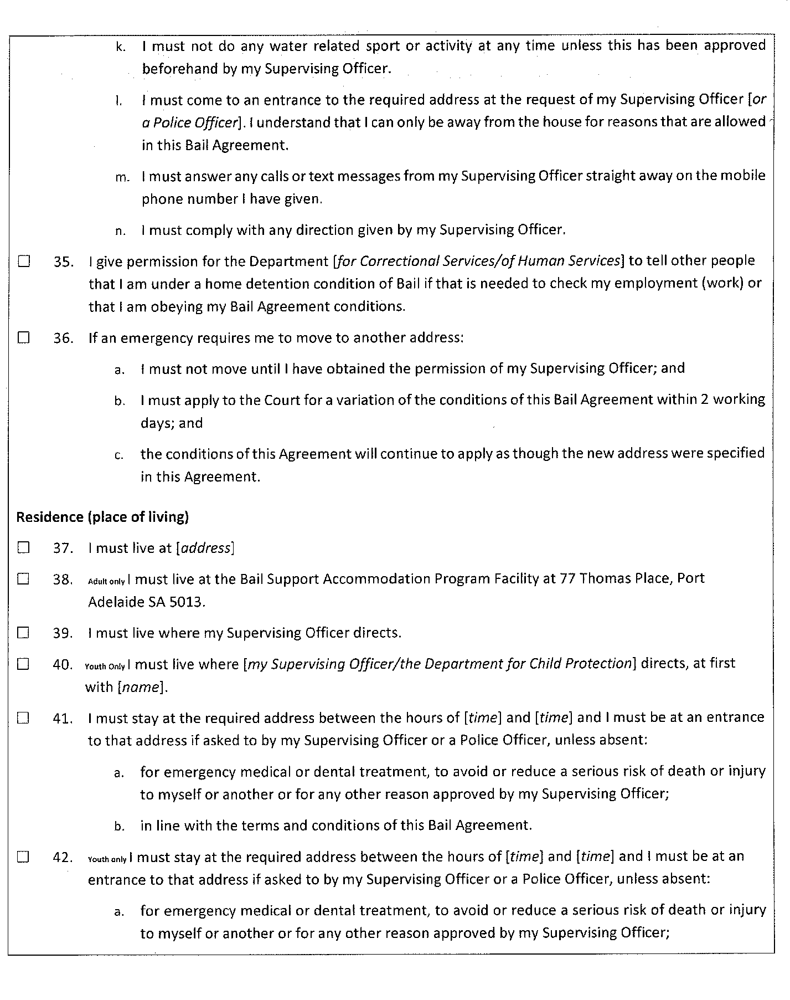 k. I must not do any water related sport or activity at any time unless this has been approved
beforehand by my Supervising Officer.
l. I must come to an entrance to the required address at the request of my Supervising Officer [or
a Police Officer]. I understand that I can only be away from the house for reasons that are allowed
in this Bail Agreement.
m. I must answer any calls or text messages from my Supervising Officer straight away on the mobile
phone number I have given.
n. I must comply with any direction given by my Supervising Officer.
☐ 35. I give permission for the Department [for Correctional Services/of Human Services] to tell other people
that I am under a home detention condition of Bail if that is needed to check my employment (work) or
that I am obeying my Bail Agreement conditions.
☐ 36. If an emergency requires me to move to another address:
a. I must not move until I have obtained the permission of my Supervising Officer; and
b. I must apply to the Court for a variation of the conditions of this Bail Agreement within 2 working
days; and
c. the conditions of this Agreement will continue to apply as though the new address were specified
in this Agreement.
Residence (place of living)
☐ 37. I must live at [address]
☐ 38. Adult only I must live at the Bail Support Accommodation Program Facility at 77 Thomas Place, Port
Adelaide SA 5013.
☐ 39. I must live where my Supervising Officer directs.
☐ 40. Youth Only I must live where [my Supervising Officer/the Department for Child Protection] directs, at first
with [name].
☐ 41. I must stay at the required address between the hours of [time] and [time] and I must be at an entrance
to that address if asked to by my Supervising Officer or a Police Officer, unless absent:
a. for emergency medical or dental treatment, to avoid or reduce a serious risk of death or injury
to myself or another or for any other reason approved by my Supervising Officer;
b. in line with the terms and conditions of this Bail Agreement.
☐ 42. Youth only I must stay at the required address between the hours of [time] and [time] and I must be at an
entrance to that address if asked to by my Supervising Officer or a Police Officer, unless absent:
a. for emergency medical or dental treatment, to avoid or reduce a serious risk of death or injury
to myself or another or for any other reason approved by my Supervising Officer;